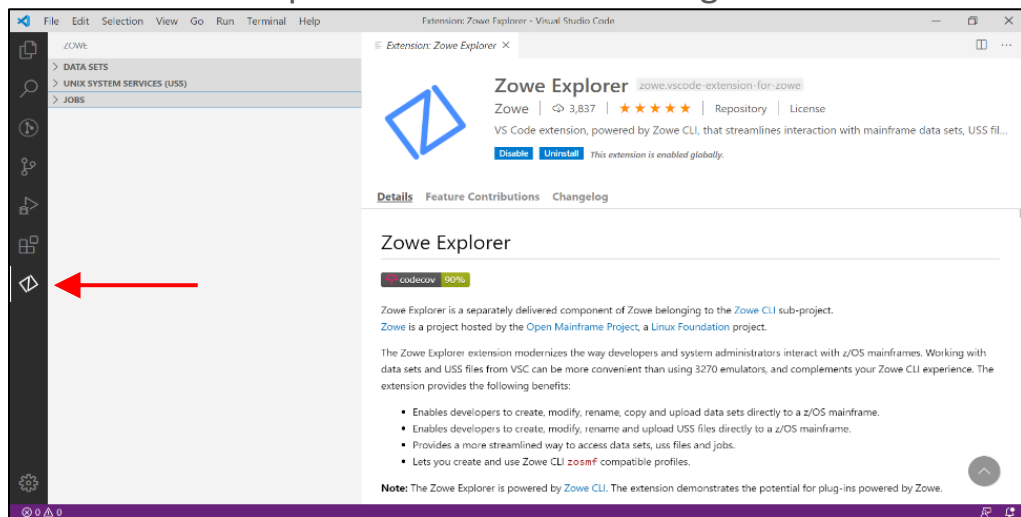 File Edit Selection View Go Run Terminal Help Extension: Zowe Explorer - Visual Studio Code
ZOWE
Extension: Zowe Explorer
> DATA SETS
> UNIX SYSTEM SERVICES (USS)
> JOBS
Zowe Explorer zowe.vscode-extension-for-zowe
Zowe 3,837 ★★★★★ Repository License
VS Code extension, powered by Zowe CLI, that streamlines interaction with mainframe data sets, USS fil...
Disable Uninstall This extension is enabled globally.
Details Feature Contributions Changelog
Zowe Explorer
codecov 90%
Zowe Explorer is a separately delivered component of Zowe belonging to the Zowe CLI sub-project.
Zowe is a project hosted by the Open Mainframe Project, a Linux Foundation project.
The Zowe Explorer extension modernizes the way developers and system administrators interact with z/OS mainframes. Working with
data sets and USS files from VSC can be more convenient than using 3270 emulators, and complements your Zowe CLI experience. The
extension provides the following benefits:
• Enables developers to create, modify, rename, copy and upload data sets directly to a z/OS mainframe.
• Enables developers to create, modify, rename and upload USS files directly to a z/OS mainframe.
• Provides a more streamlined way to access data sets, uss files and jobs.
• Lets you create and use Zowe CLI zosmf compatible profiles.
Note: The Zowe Explorer is powered by Zowe CLI. The extension demonstrates the potential for plug-ins powered by Zowe.
0 0